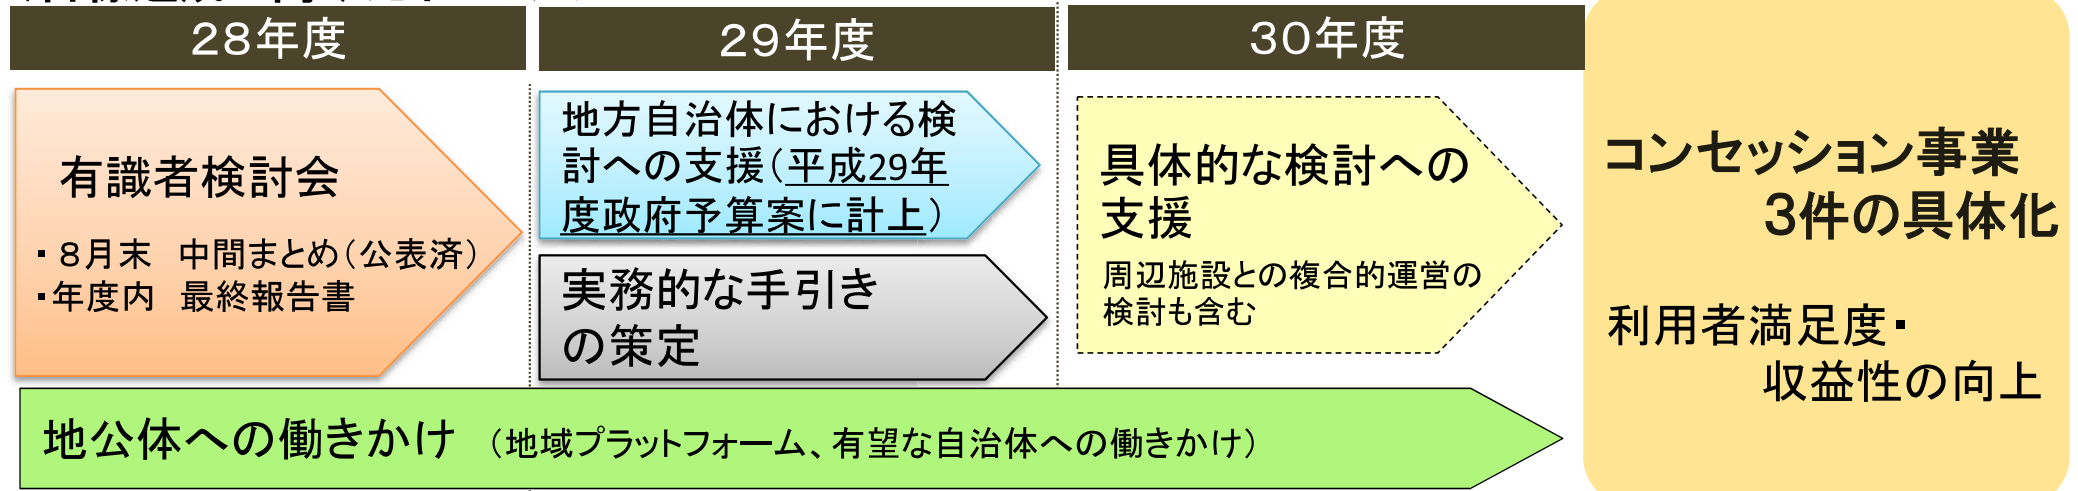 28年度
29年度
30年度
有識者検討会
・8月末　中間まとめ（公表済）
・年度内　最終報告書
地方自治体における検
討への支援（平成29年
度政府予算案に計上）
実務的な手引き
の策定
具体的な検討への
支援
周辺施設との複合的運営の
検討も含む
地公体への働きかけ　（地域プラットフォーム、有望な自治体への働きかけ）
コンセッション事業
3件の具体化
利用者満足度・
収益性の向上